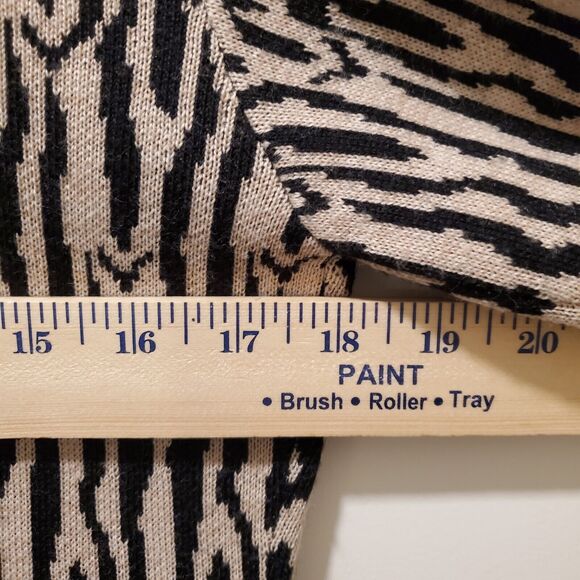 15 16 17 18 19 20
PAINT
• Brush • Roller • Tray